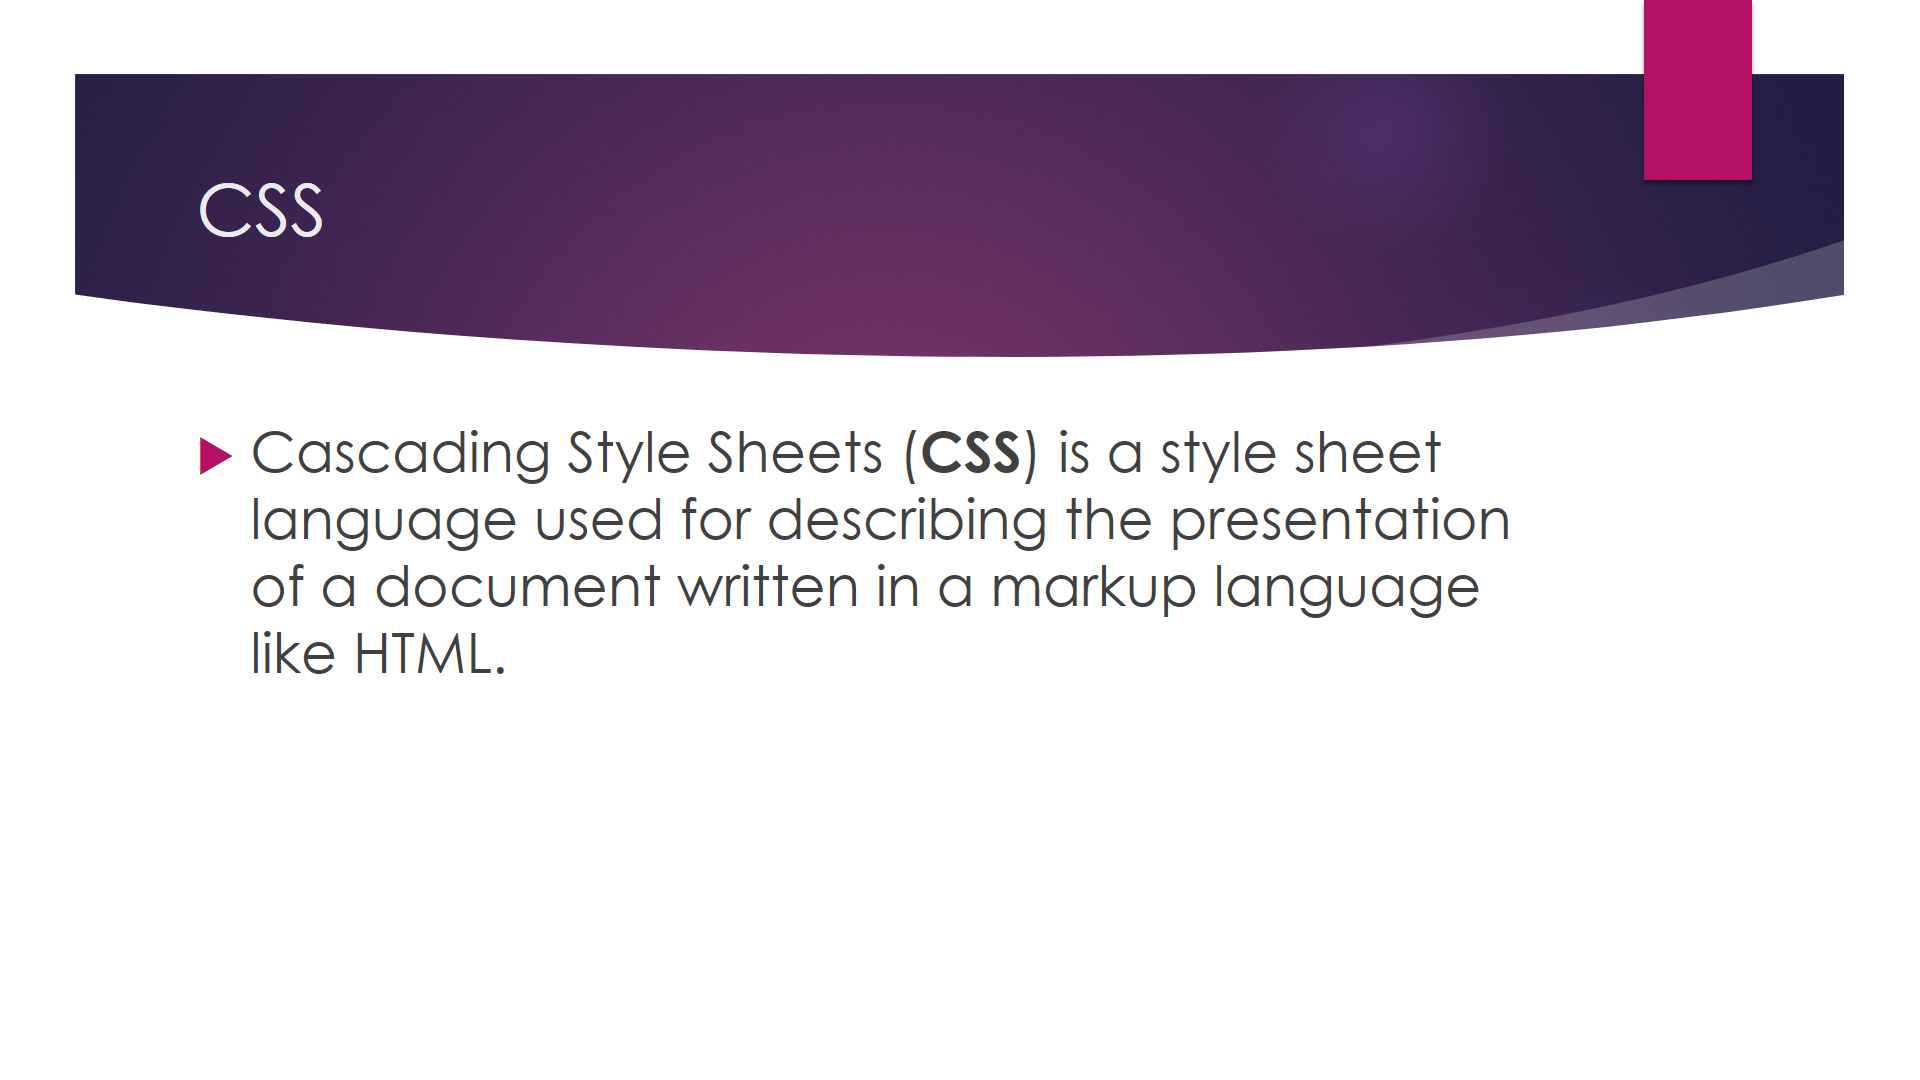 CSS
Cascading Style Sheets (CSS) is a style sheet
language used for describing the presentation
of a document written in a markup language
like HTML.